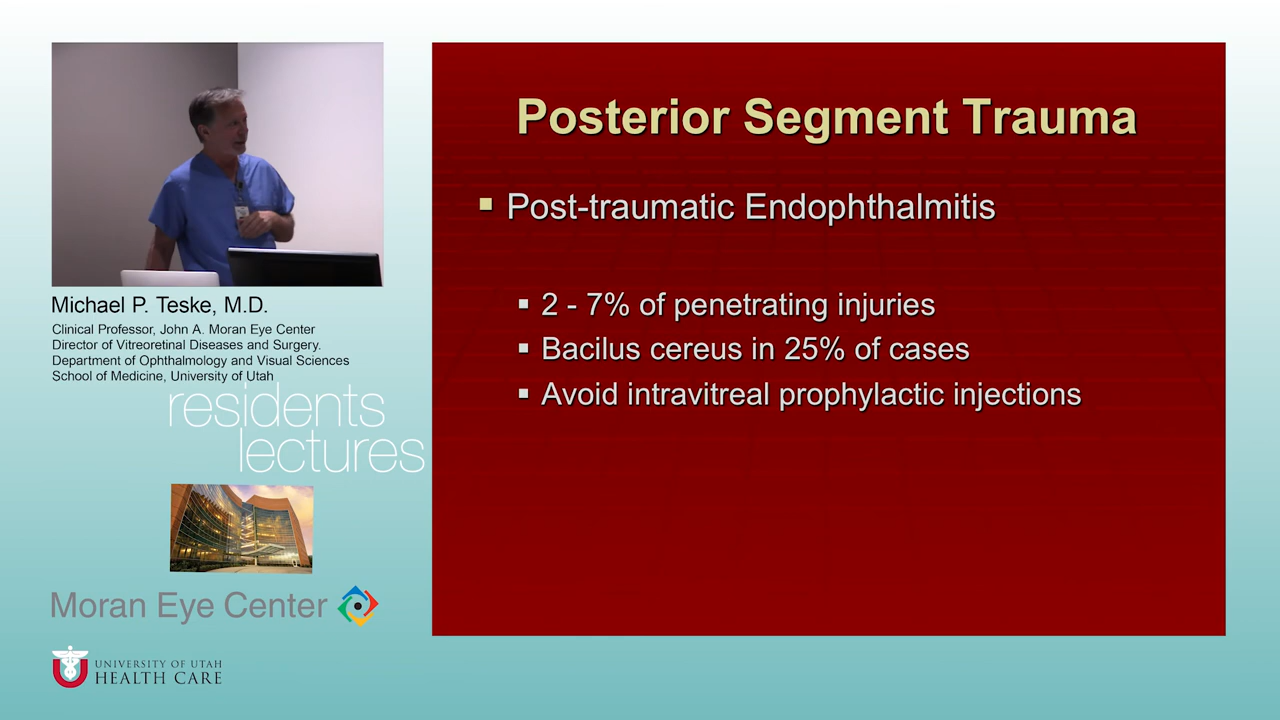 Posterior Segment Trauma
▪ Post-traumatic Endophthalmitis
▪ 2 - 7% of penetrating injuries
▪ Bacilus cereus in 25% of cases
▪ Avoid intravitreal prophylactic injections
Michael P. Teske, M.D.
Clinical Professor, John A. Moran Eye Center
Director of Vitreoretinal Diseases and Surgery.
Department of Ophthalmology and Visual Sciences
School of Medicine, University of Utah
residents
lectures
Moran Eye Center
UNIVERSITY OF UTAH
HEALTH CARE